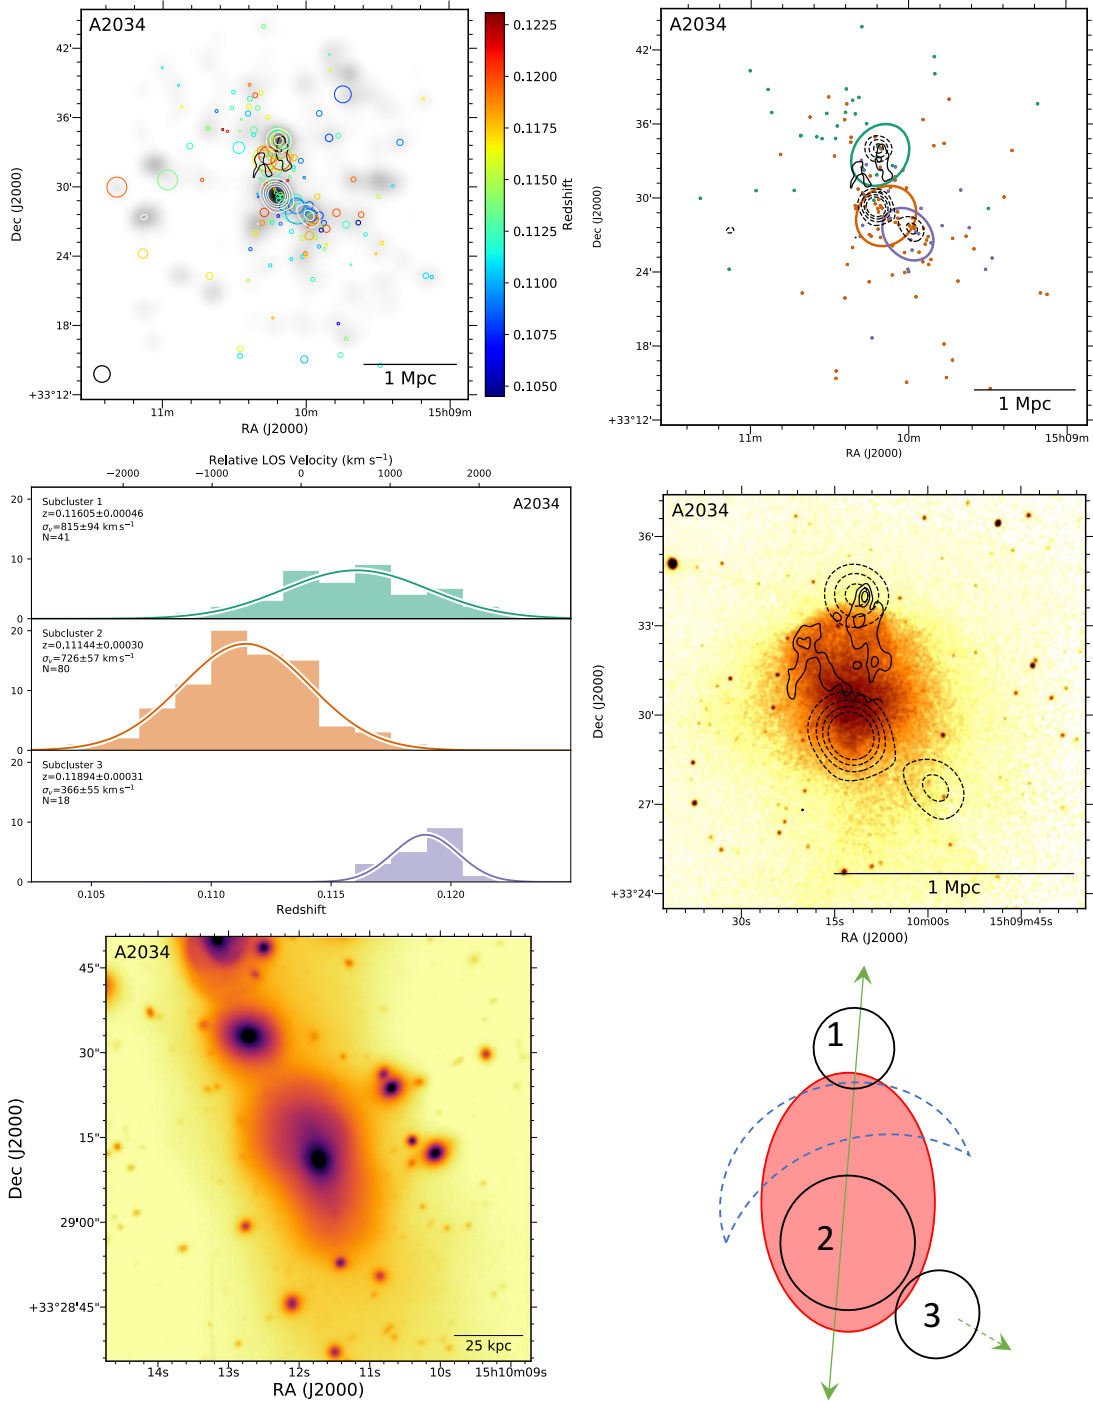 A2034
42'
36'
30'
24'
18'
+33°12'
Dec (J2000)
11m
10m
15h09m
RA (J2000)
1 Mpc
0.1225
0.1200
0.1175
0.1150
0.1125
0.1100
0.1075
0.1050
Redshift
A2034
42'
36'
30'
24'
18'
+33°12'
Dec (J2000)
11m
10m
15h09m
RA (J2000)
1 Mpc
Relative LOS Velocity (km s⁻¹)
−2000
−1000
0
1000
2000
A2034
Subcluster 1
z=0.11605±0.00046
σᵥ=815±94 km s⁻¹
N=41
20
10
0
Subcluster 2
z=0.11144±0.00030
σᵥ=726±57 km s⁻¹
N=80
20
10
0
Subcluster 3
z=0.11894±0.00031
σᵥ=366±55 km s⁻¹
N=18
20
10
0
0.105
0.110
0.115
0.120
Redshift
A2034
36'
33'
30'
27'
+33°24'
Dec (J2000)
30s
15s
10m00s
15h09m45s
RA (J2000)
1 Mpc
A2034
45"
30"
15"
29'00"
+33°28'45"
Dec (J2000)
14s
13s
12s
11s
10s
15h10m09s
RA (J2000)
25 kpc
1
2
3